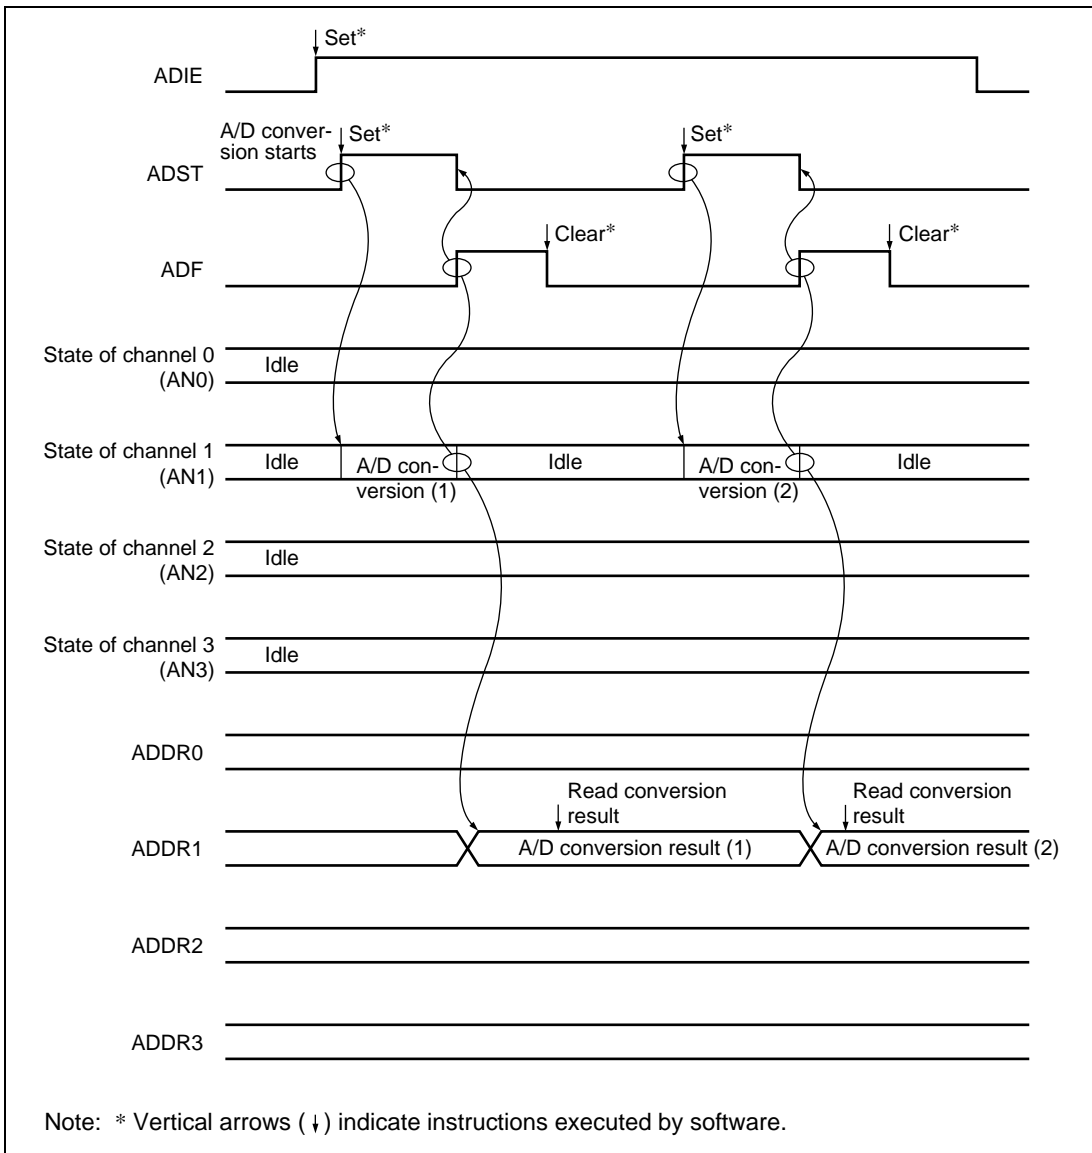 Set*
ADIE
A/D conver-
sion starts
Set*
Set*
ADST
Clear*
Clear*
ADF
State of channel 0
(AN0)
Idle
State of channel 1
(AN1)
Idle
A/D con-
version (1)
Idle
A/D con-
version (2)
Idle
State of channel 2
(AN2)
Idle
State of channel 3
(AN3)
Idle
ADDR0
Read conversion
result
Read conversion
result
ADDR1
A/D conversion result (1)
A/D conversion result (2)
ADDR2
ADDR3
Note: * Vertical arrows (↓) indicate instructions executed by software.